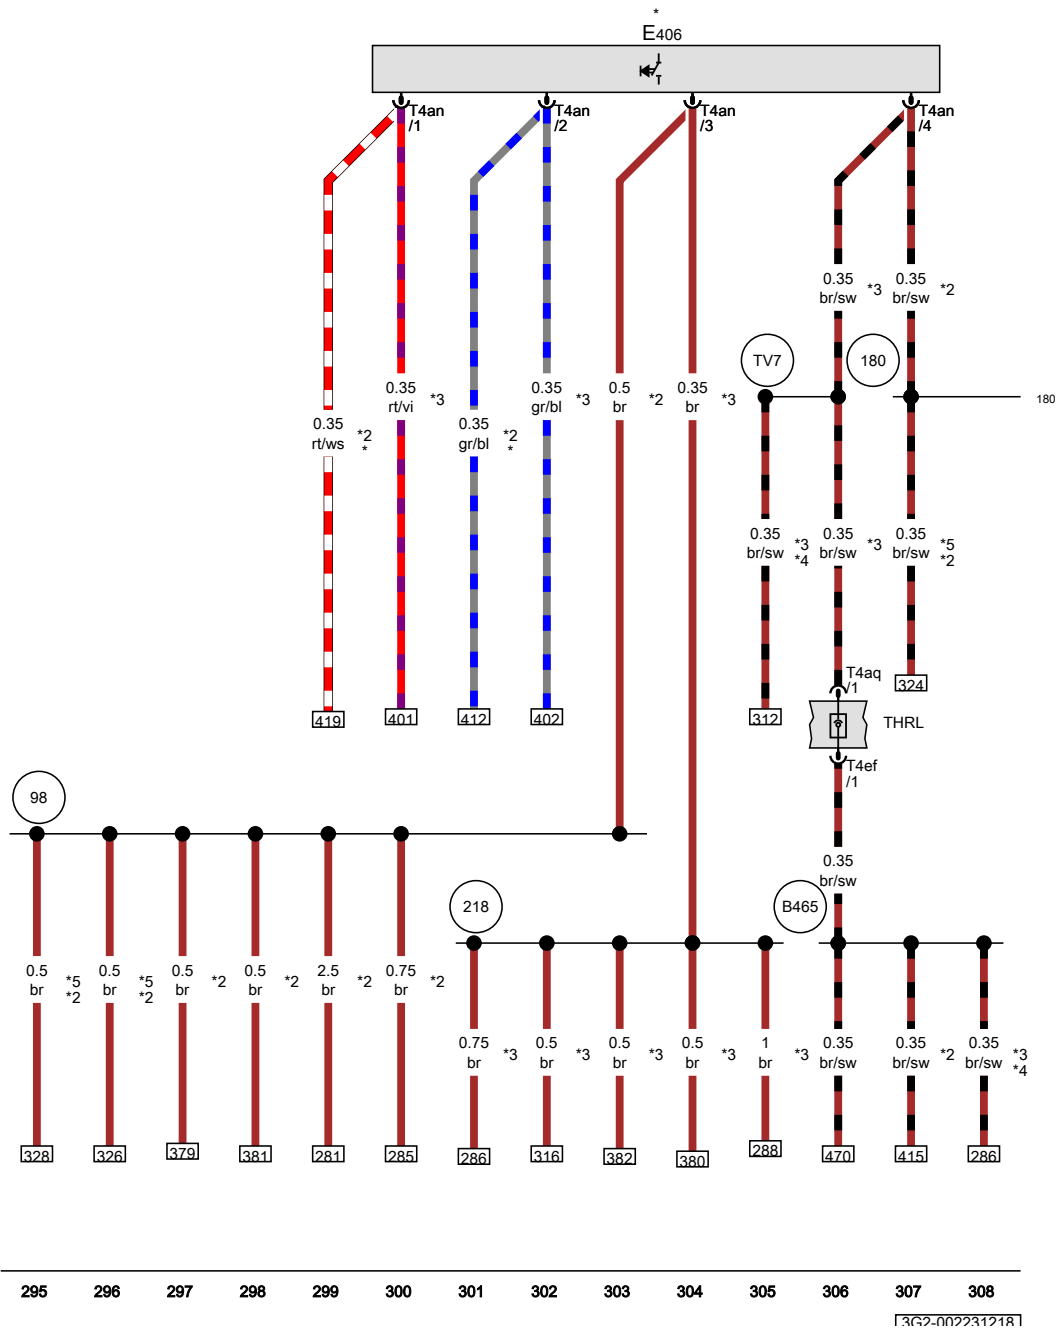 *
E406
T4an
/1
T4an
/2
T4an
/3
T4an
/4
0.35
br/sw
*3
0.35
br/sw
*2
TV7
180
180
0.35
rt/vi
*3
0.35
gr/bl
*3
0.5
br
*2
0.35
br
*3
0.35
rt/ws
*2
*
0.35
gr/bl
*2
*
0.35
br/sw
*3
*4
0.35
br/sw
*3
0.35
br/sw
*5
*2
T4aq
/1
324
419
401
412
402
312
THRL
T4ef
/1
98
0.35
br/sw
218
B465
0.5
br
*5
*2
0.5
br
*5
*2
0.5
br
*2
0.5
br
*2
2.5
br
*2
0.75
br
*2
0.75
br
*3
0.5
br
*3
0.5
br
*3
0.5
br
*3
1
br
*3
0.35
br/sw
0.35
br/sw
*2
0.35
br/sw
*3
*4
328
326
379
381
281
285
286
316
382
380
288
470
415
286
295 296 297 298 299 300 301 302 303 304 305 306 307 308
3G2-002231218